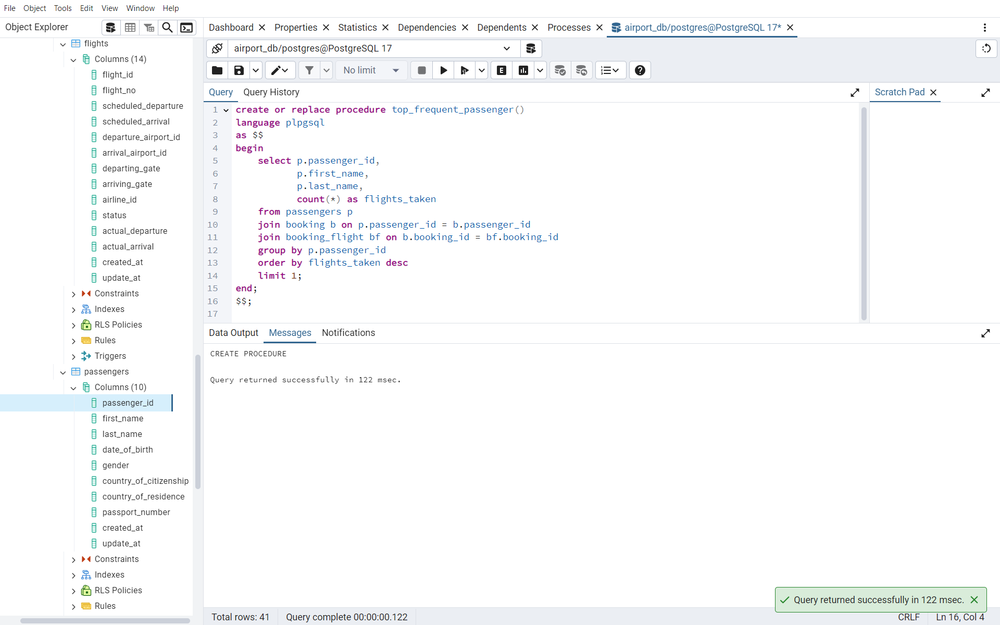 File Object Tools Edit View Window Help
Object Explorer
Dashboard Properties Statistics Dependencies Dependents Processes airport_db/postgres@PostgreSQL 17*
flights
Columns (14)
flight_id
flight_no
scheduled_departure
scheduled_arrival
departure_airport_id
arrival_airport_id
departing_gate
arriving_gate
airline_id
status
actual_departure
actual_arrival
created_at
update_at
Constraints
Indexes
RLS Policies
Rules
Triggers
passengers
Columns (10)
passenger_id
first_name
last_name
date_of_birth
gender
country_of_citizenship
country_of_residence
passport_number
created_at
update_at
Constraints
Indexes
RLS Policies
Rules
airport_db/postgres@PostgreSQL 17
No limit
E
Query Query History
Scratch Pad
1 create or replace procedure top_frequent_passenger()
2 language plpgsql
3 as $$
4 begin
5 select p.passenger_id,
6 p.first_name,
7 p.last_name,
8 count(*) as flights_taken
9 from passengers p
10 join booking b on p.passenger_id = b.passenger_id
11 join booking_flight bf on b.booking_id = bf.booking_id
12 group by p.passenger_id
13 order by flights_taken desc
14 limit 1;
15 end;
16 $$;
17
Data Output Messages Notifications
CREATE PROCEDURE
Query returned successfully in 122 msec.
Query returned successfully in 122 msec.
Total rows: 41 Query complete 00:00:00.122 CRLF Ln 16, Col 4